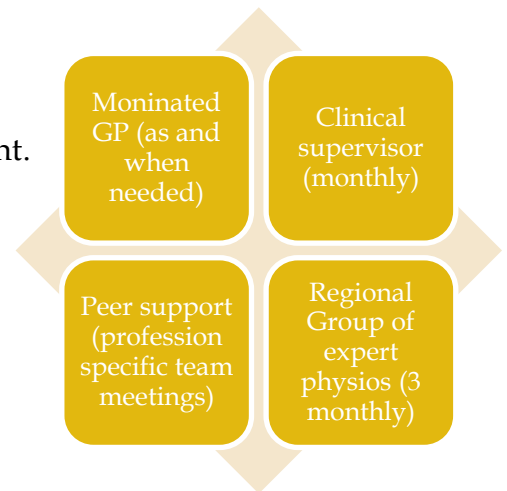 Moninated
GP (as and
when
needed)
Clinical
supervisor
(monthly)
nt.
Peer support
(profession
specific team
meetings)
Regional
Group of
expert
physios (3
monthly)